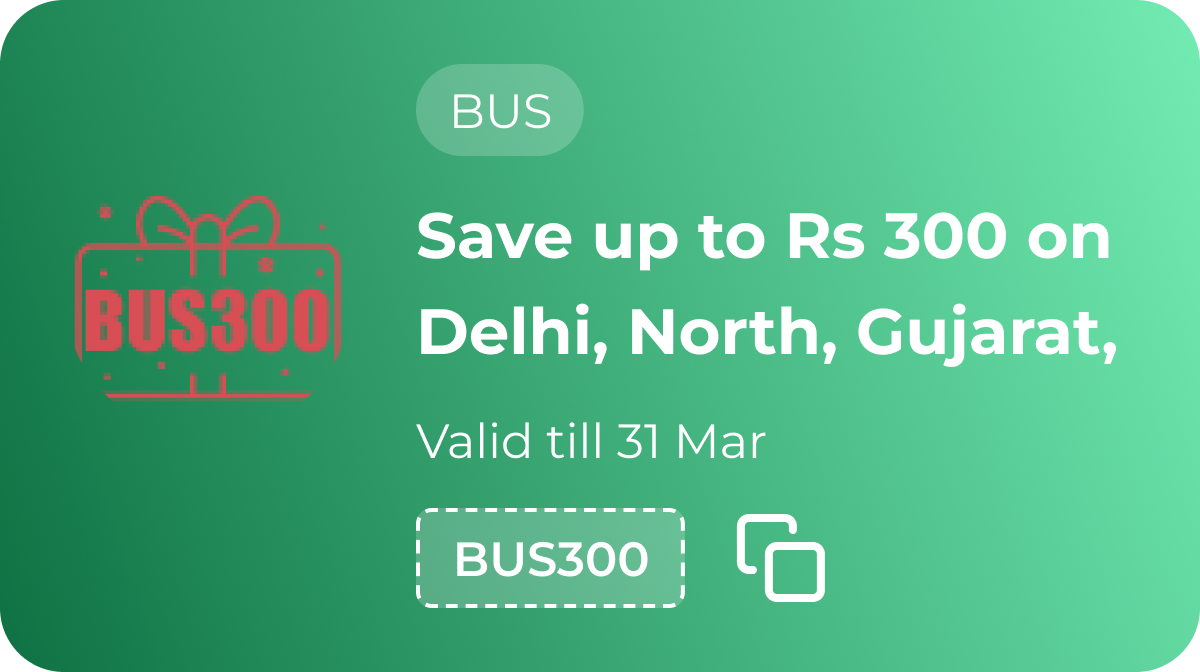 BUS
BUS300
Save up to Rs 300 on
Delhi, North, Gujarat,
Valid till 31 Mar
BUS300